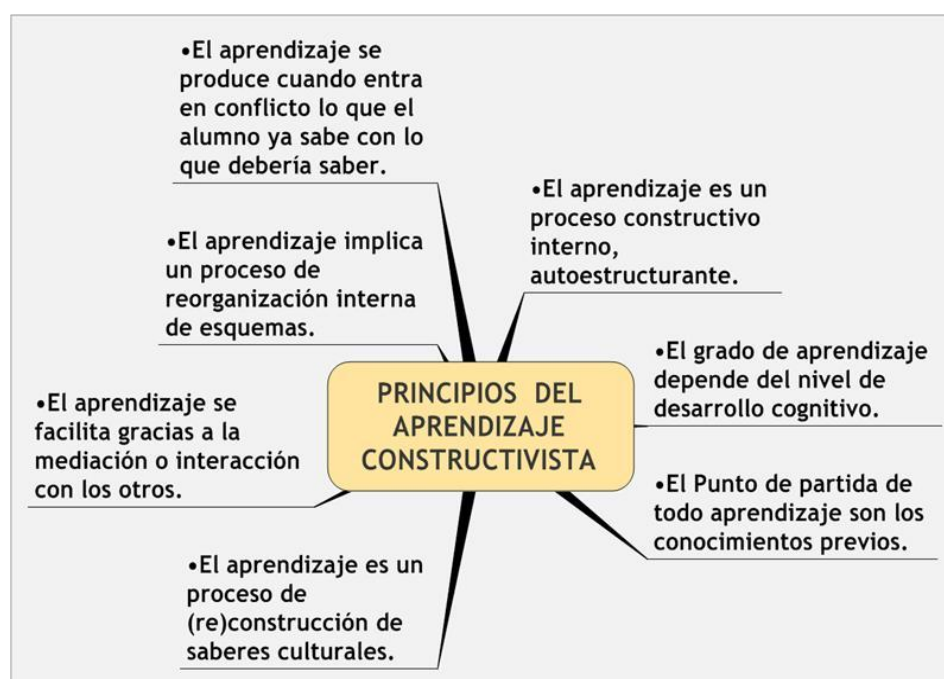 •El aprendizaje se
produce cuando entra
en conflicto lo que el
alumno ya sabe con lo
que debería saber.
•El aprendizaje es un
proceso constructivo
interno,
autoestructurante.
•El aprendizaje implica
un proceso de
reorganización interna
de esquemas.
•El grado de aprendizaje
depende del nivel de
desarrollo cognitivo.
PRINCIPIOS DEL
APRENDIZAJE
CONSTRUCTIVISTA
•El aprendizaje se
facilita gracias a la
mediación o interacción
con los otros.
•El Punto de partida de
todo aprendizaje son los
conocimientos previos.
•El aprendizaje es un
proceso de
(re)construcción de
saberes culturales.